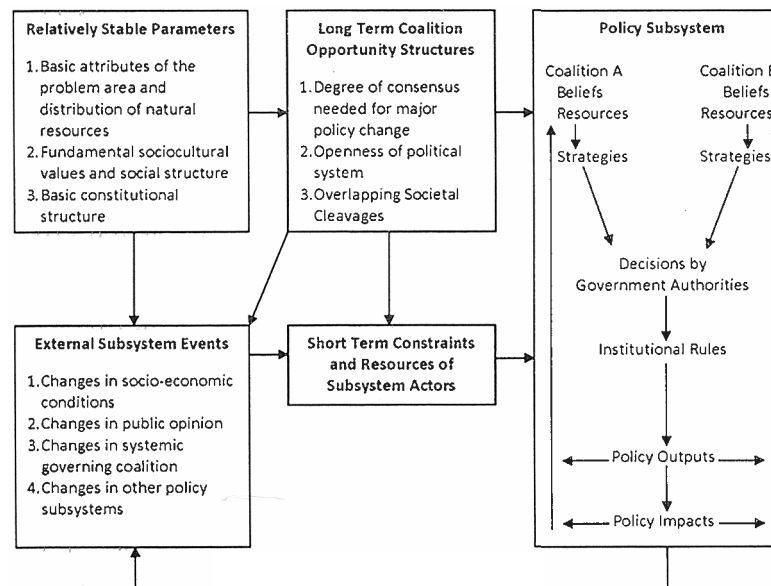 Relatively Stable Parameters
1. Basic attributes of the
problem area and
distribution of natural
resources
2. Fundamental sociocultural
values and social structure
3. Basic constitutional
structure
Long Term Coalition
Opportunity Structures
1. Degree of consensus
needed for major
policy change
2. Openness of political
system
3. Overlapping Societal
Cleavages
Policy Subsystem
Coalition A
Beliefs
Resources
Strategies
Coalition
Beliefs
Resources
Strategies
Decisions by
Government Authorities
Institutional Rules
Policy Outputs
Policy Impacts
External Subsystem Events
1. Changes in socio-economic
conditions
2. Changes in public opinion
3. Changes in systemic
governing coalition
4. Changes in other policy
subsystems
Short Term Constraints
and Resources of
Subsystem Actors